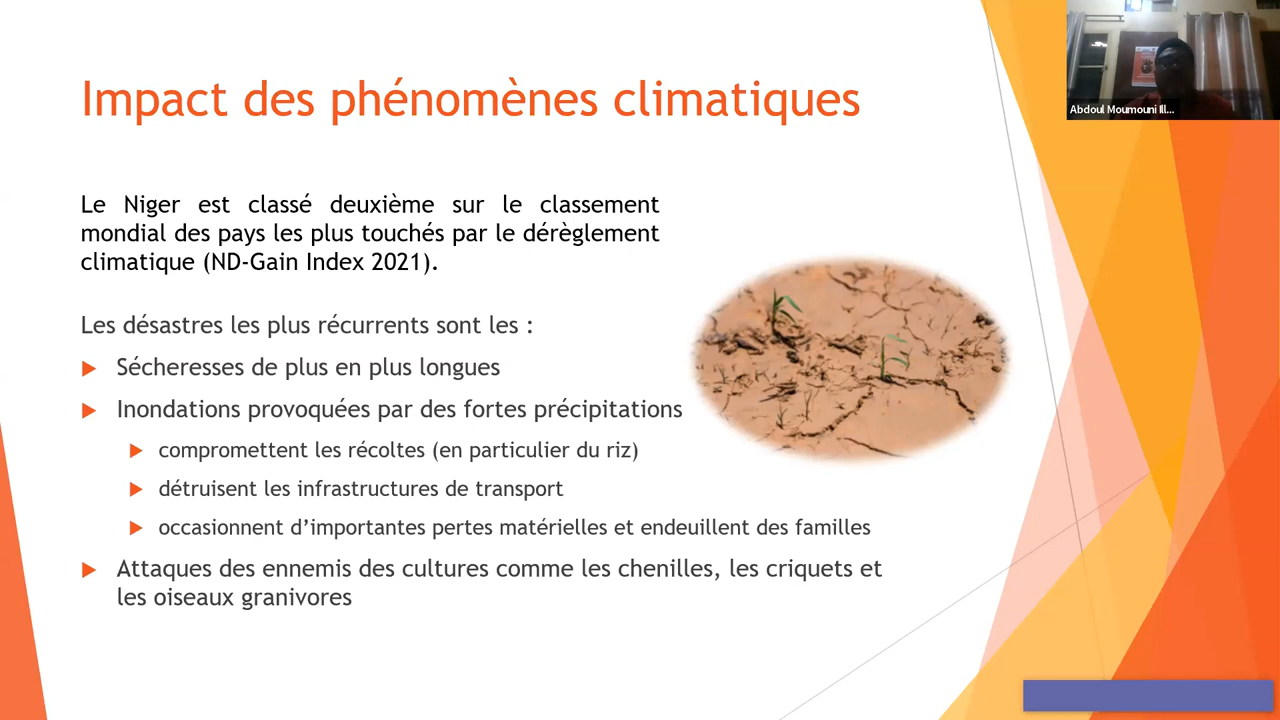 Impact des phénomènes climatiques
Abdoul Moumouni Ill...
Le Niger est classé deuxième sur le classement
mondial des pays les plus touchés par le dérèglement
climatique (ND-Gain Index 2021).
Les désastres les plus récurrents sont les :
Sécheresses de plus en plus longues
Inondations provoquées par des fortes précipitations
compromettent les récoltes (en particulier du riz)
détruisent les infrastructures de transport
occasionnent d’importantes pertes matérielles et endeuillent des familles
Attaques des ennemis des cultures comme les chenilles, les criquets et
les oiseaux granivores